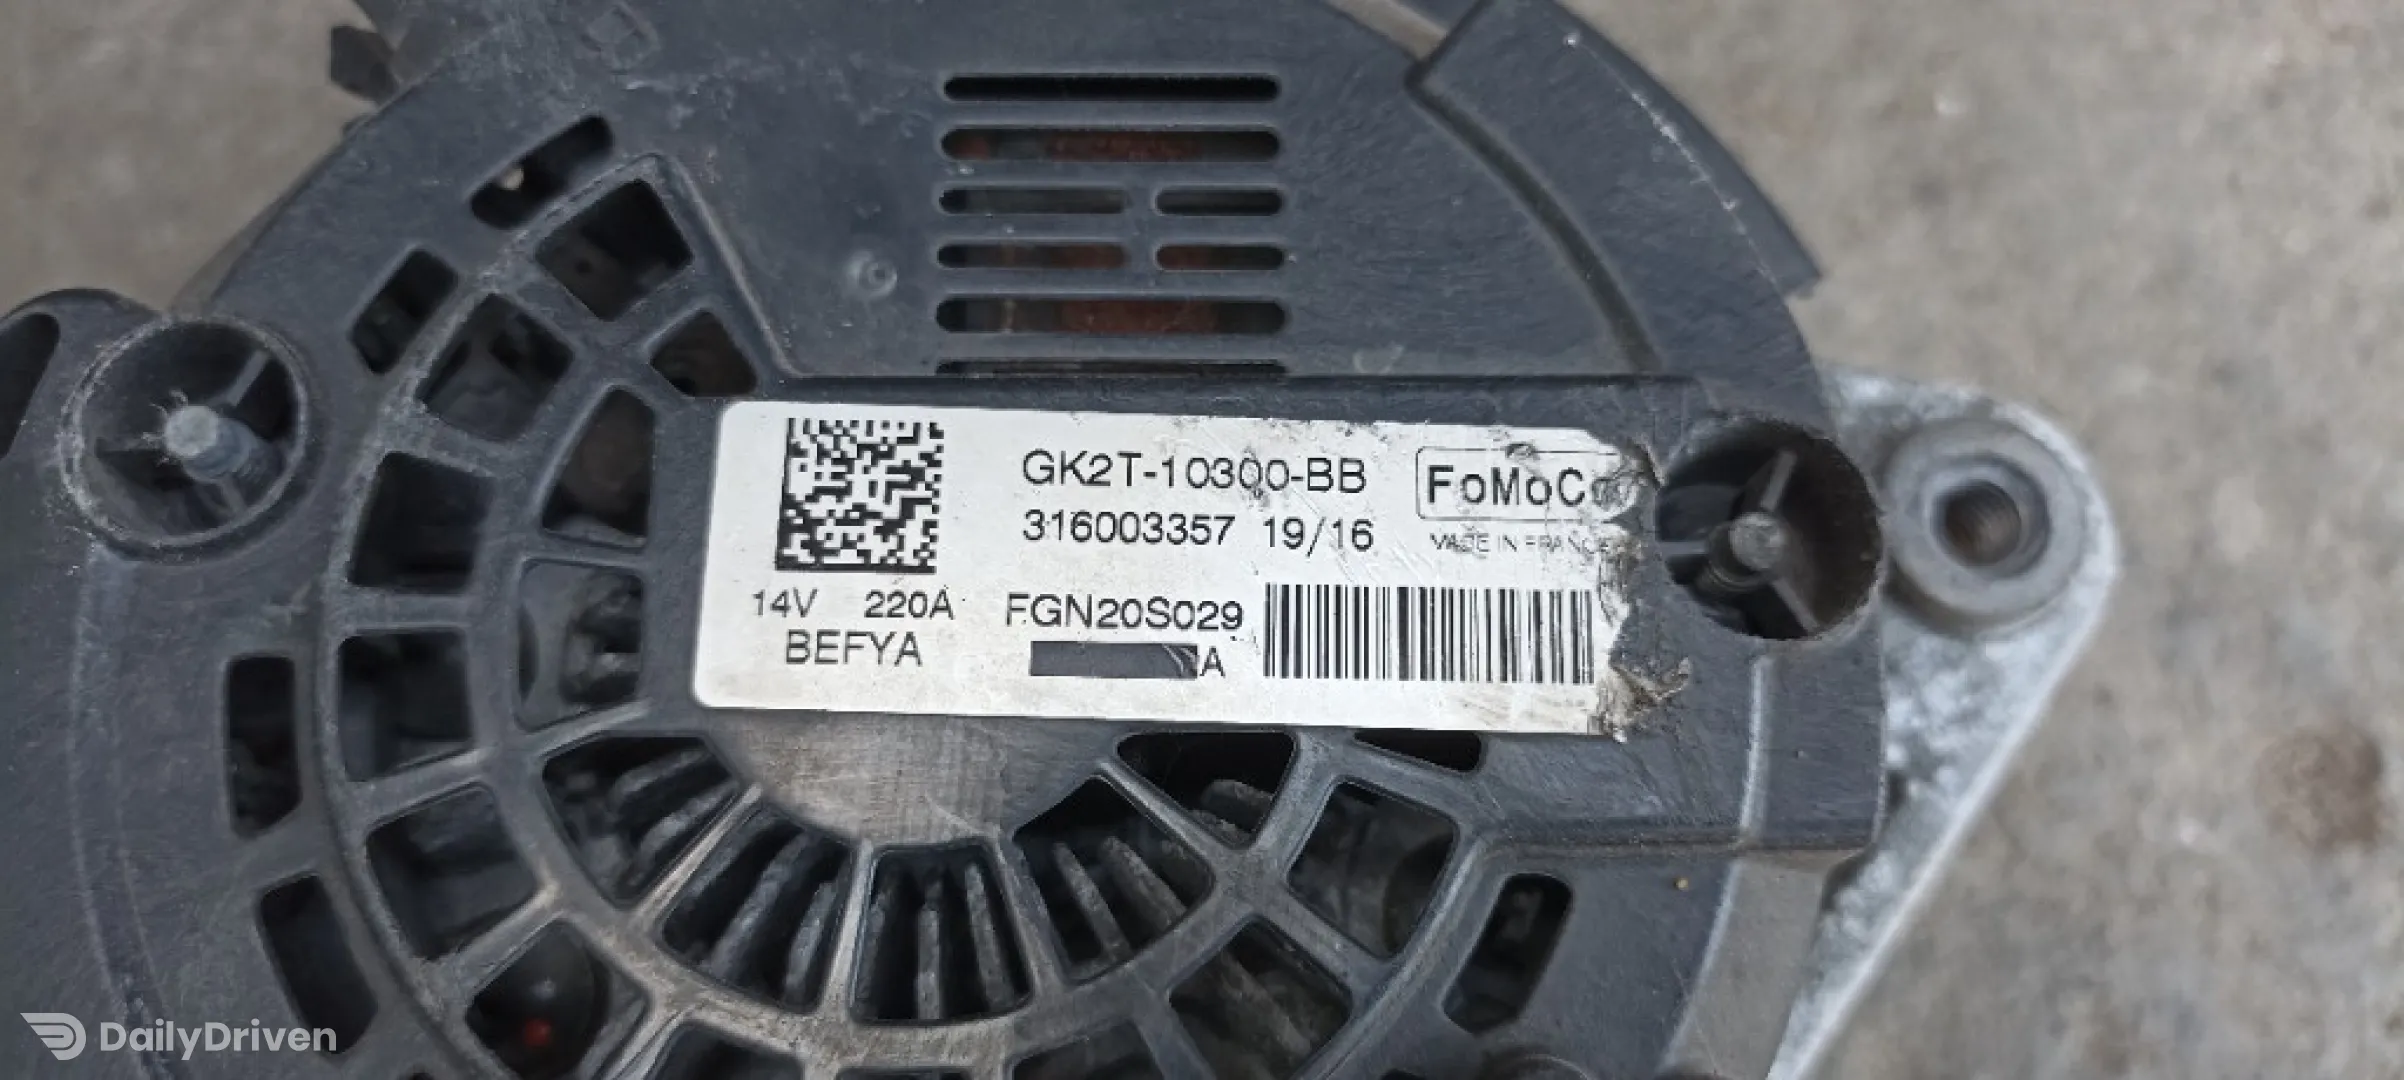 GK2T-10300-BB
FoMoCo
316003357 19/16
MADE IN FRANCE
14V 220A
FGN20S029
BEFYA
A
DailyDriven